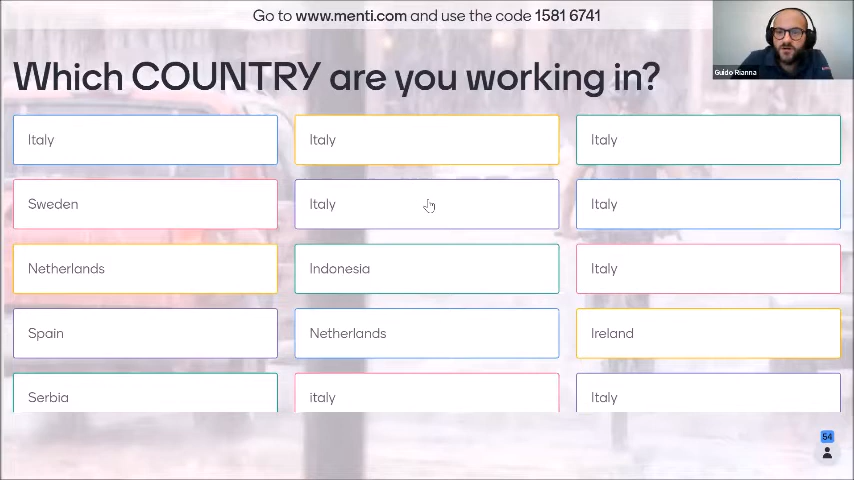 Go to www.menti.com and use the code 1581 6741
Guido Rianna
Which COUNTRY are you working in?
Italy
Italy
Italy
Sweden
Italy
Italy
Netherlands
Indonesia
Italy
Spain
Netherlands
Ireland
Serbia
italy
Italy
54